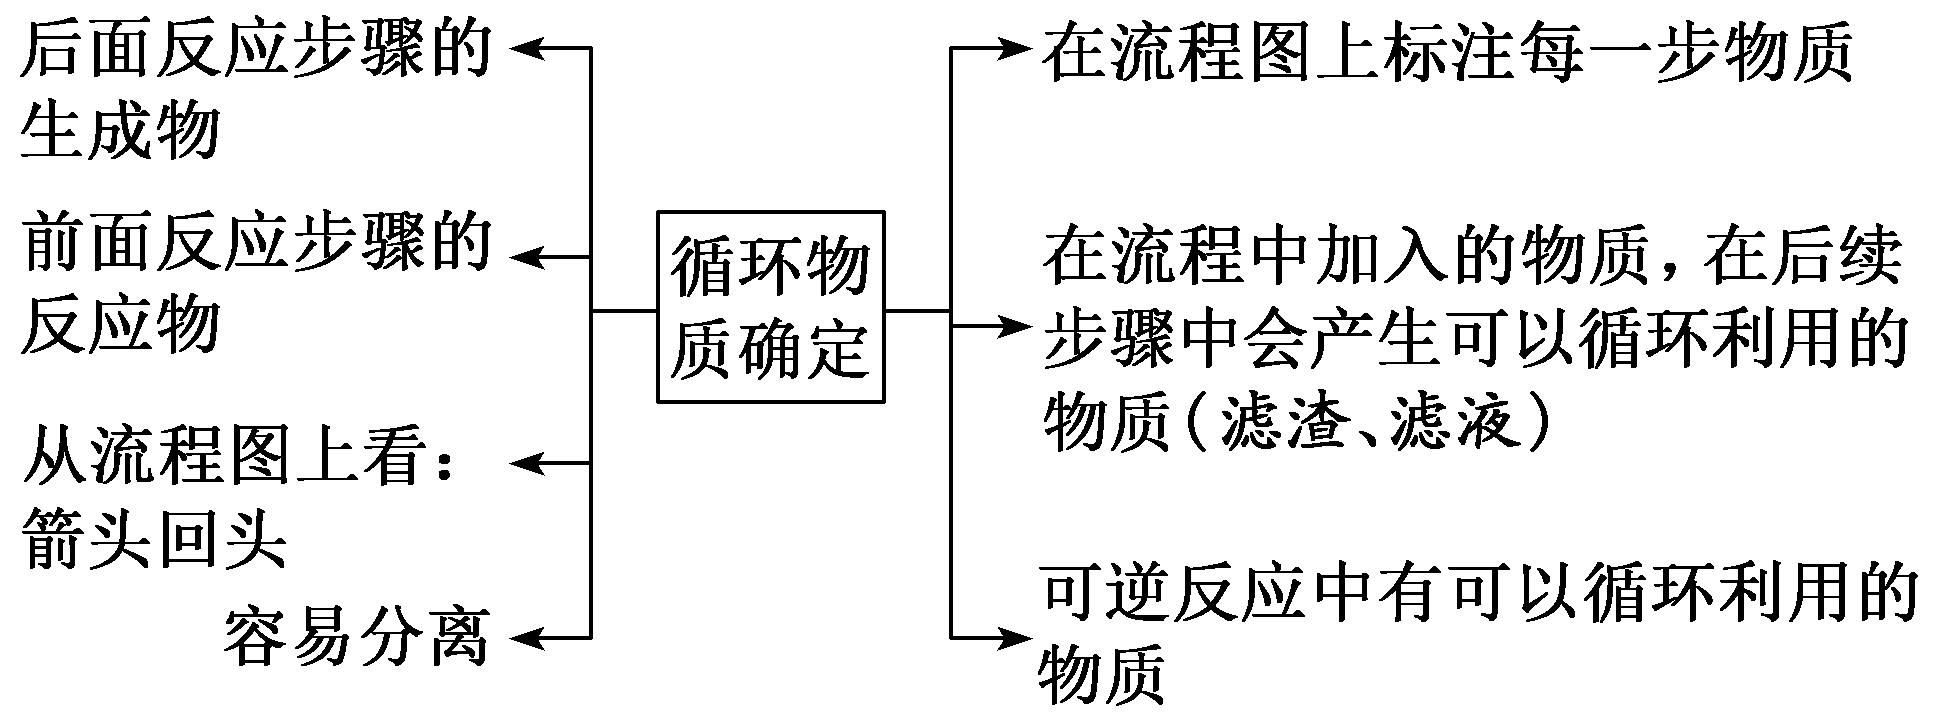 后面反应步骤的
生成物
前面反应步骤的
反应物
从流程图上看：
箭头回头
容易分离
循环物
质确定
在流程图上标注每一步物质
在流程中加入的物质，在后续
步骤中会产生可以循环利用的
物质(滤渣、滤液)
可逆反应中有可以循环利用的
物质